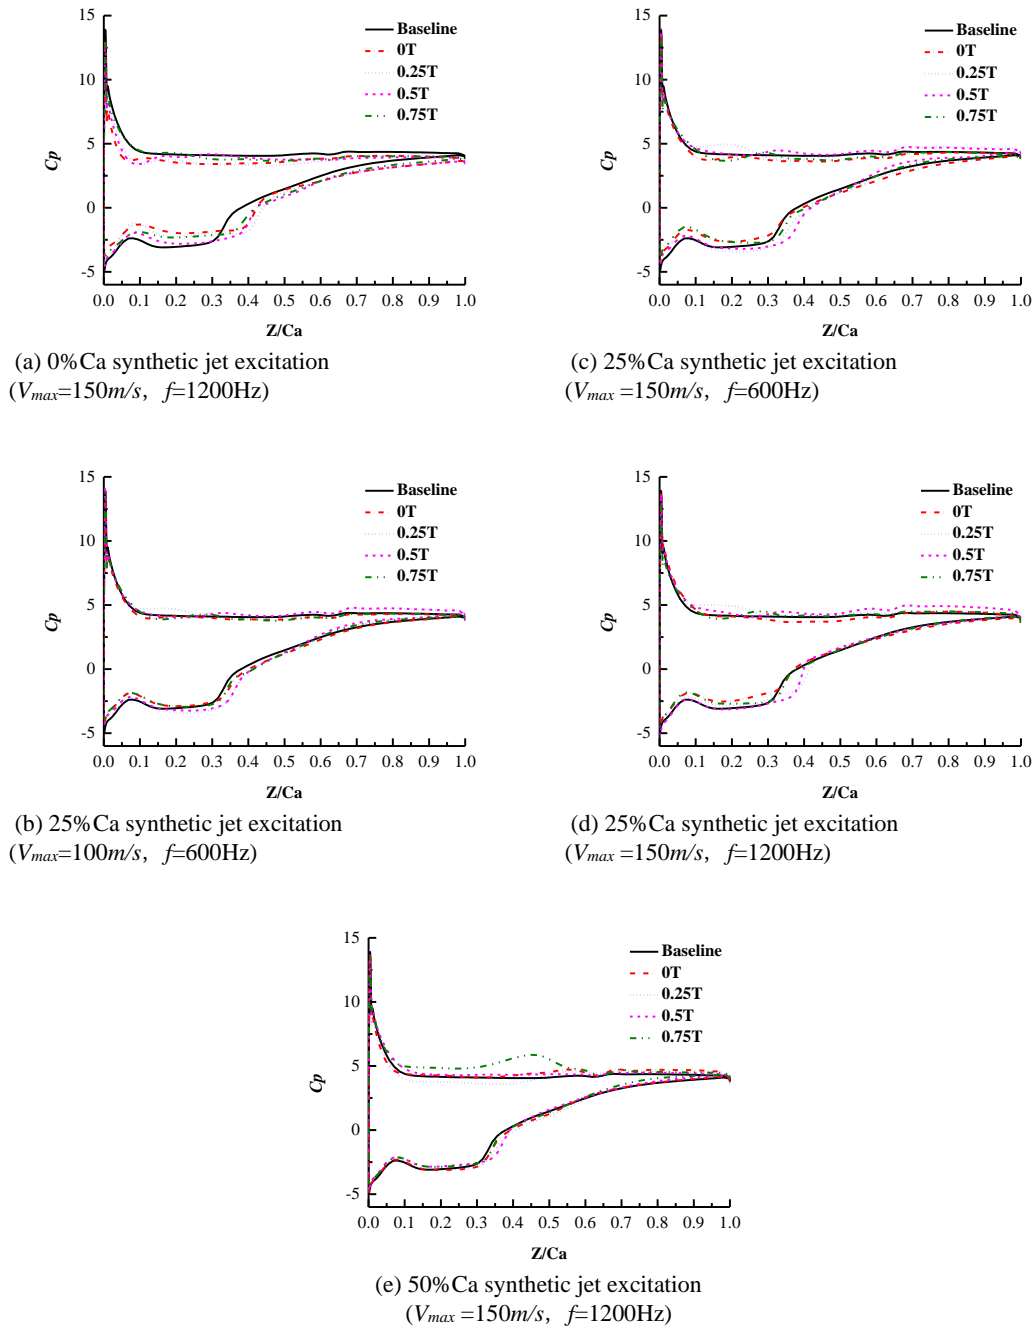 15
10
5
0
-5
Cp
Baseline
0T
0.25T
0.5T
0.75T
0.0 0.1 0.2 0.3 0.4 0.5 0.6 0.7 0.8 0.9 1.0
Z/Ca
(a) 0%Ca synthetic jet excitation
(Vmax=150m/s, f=1200Hz)
15
10
5
0
-5
Cp
Baseline
0T
0.25T
0.5T
0.75T
0.0 0.1 0.2 0.3 0.4 0.5 0.6 0.7 0.8 0.9 1.0
Z/Ca
(c) 25%Ca synthetic jet excitation
(Vmax =150m/s, f=600Hz)
15
10
5
0
-5
Cp
Baseline
0T
0.25T
0.5T
0.75T
0.0 0.1 0.2 0.3 0.4 0.5 0.6 0.7 0.8 0.9 1.0
Z/Ca
(b) 25%Ca synthetic jet excitation
(Vmax=100m/s, f=600Hz)
15
10
5
0
-5
Cp
Baseline
0T
0.25T
0.5T
0.75T
0.0 0.1 0.2 0.3 0.4 0.5 0.6 0.7 0.8 0.9 1.0
Z/Ca
(d) 25%Ca synthetic jet excitation
(Vmax =150m/s, f=1200Hz)
15
10
5
0
-5
Cp
Baseline
0T
0.25T
0.5T
0.75T
0.0 0.1 0.2 0.3 0.4 0.5 0.6 0.7 0.8 0.9 1.0
Z/Ca
(e) 50%Ca synthetic jet excitation
(Vmax =150m/s, f=1200Hz)